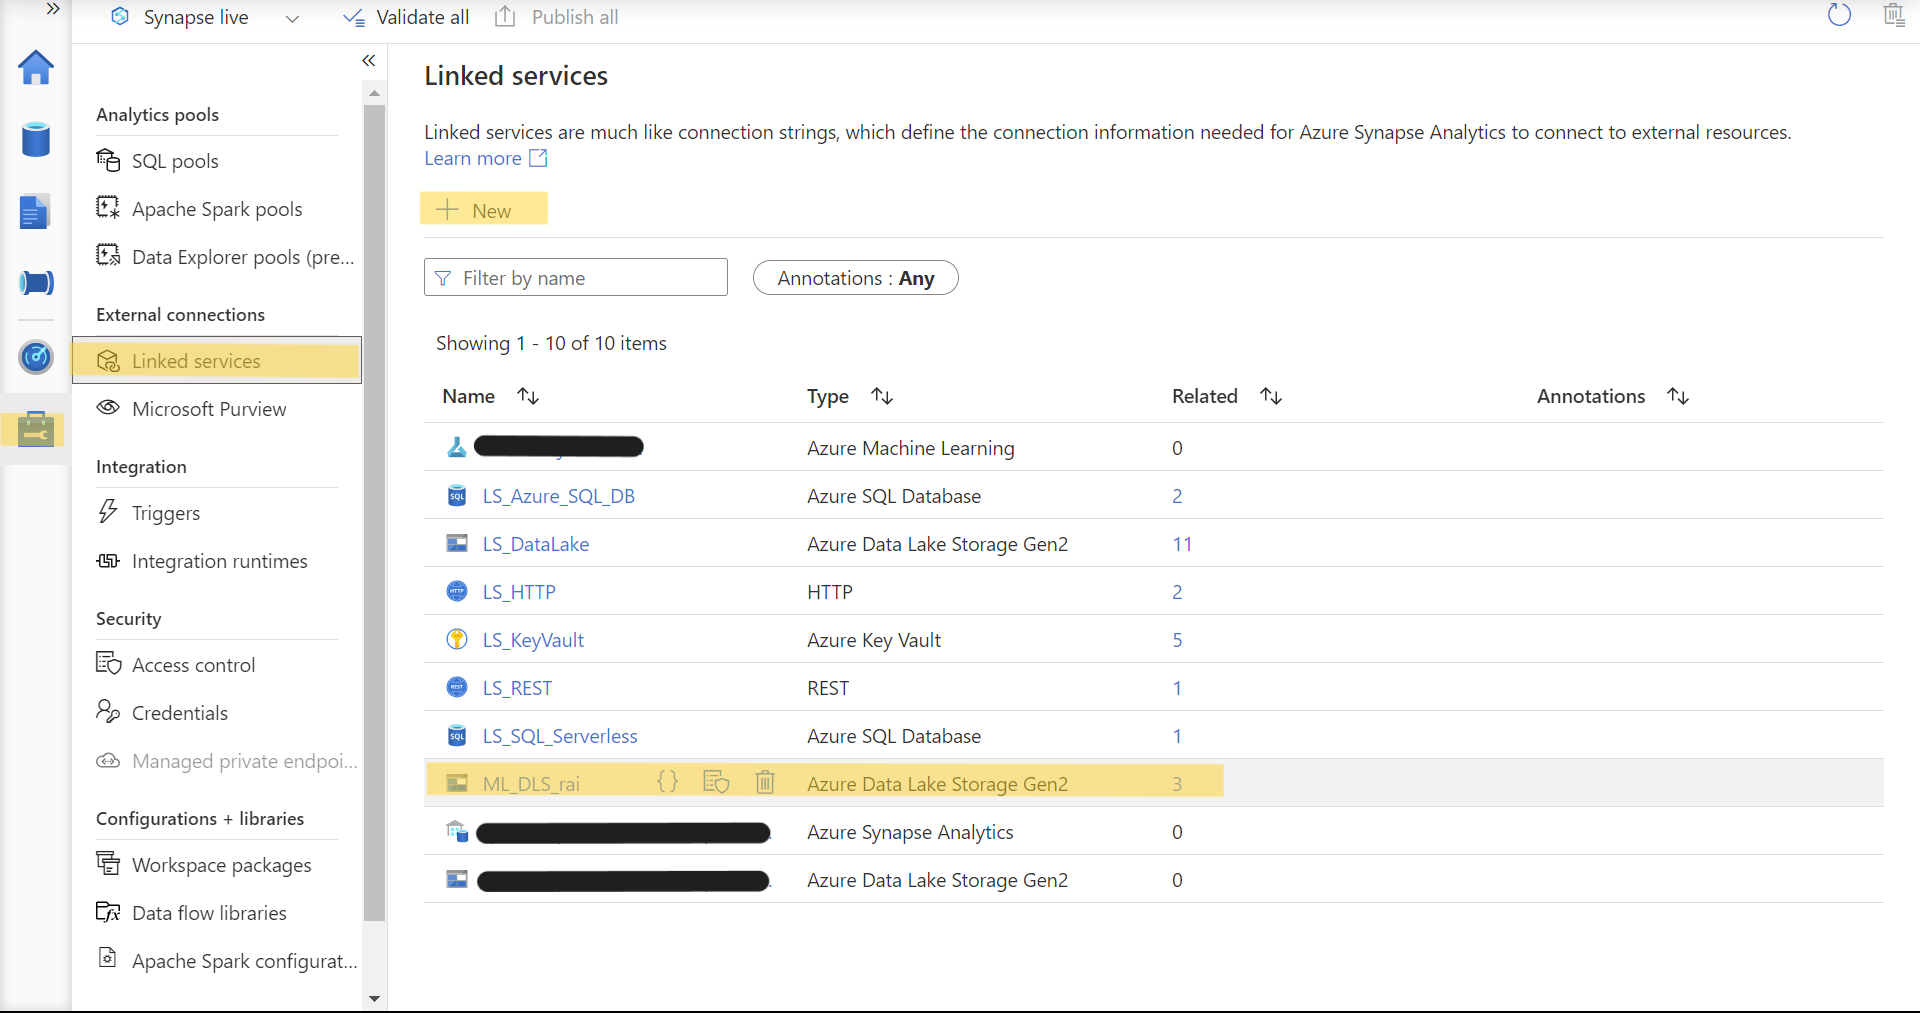 Synapse live
Validate all
Publish all
Analytics pools
SQL pools
Apache Spark pools
Data Explorer pools (pre...
External connections
Linked services
Microsoft Purview
Integration
Triggers
Integration runtimes
Security
Access control
Credentials
Managed private endpoi...
Configurations + libraries
Workspace packages
Data flow libraries
Apache Spark configurat...
Linked services
Linked services are much like connection strings, which define the connection information needed for Azure Synapse Analytics to connect to external resources.
Learn more
New
Filter by name
Annotations : Any
Showing 1 - 10 of 10 items
Name Type Related Annotations
Azure Machine Learning 0
LS_Azure_SQL_DB Azure SQL Database 2
LS_DataLake Azure Data Lake Storage Gen2 11
LS_HTTP HTTP 2
LS_KeyVault Azure Key Vault 5
LS_REST REST 1
LS_SQL_Serverless Azure SQL Database 1
ML_DLS_rai Azure Data Lake Storage Gen2 3
Azure Synapse Analytics 0
Azure Data Lake Storage Gen2 0